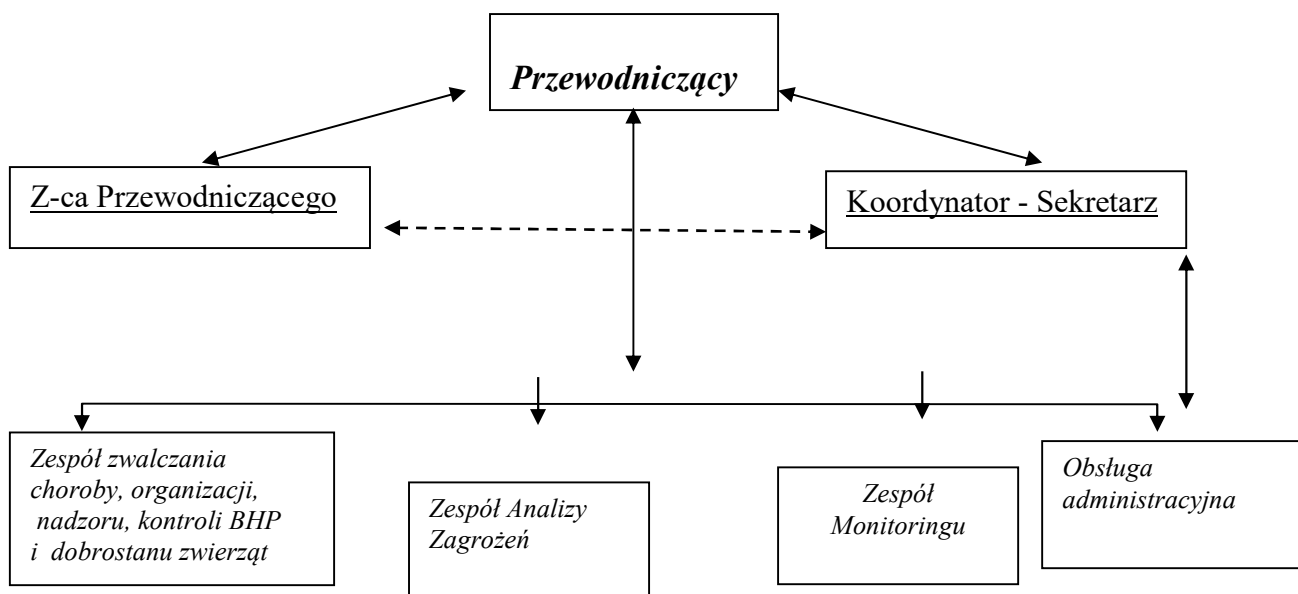 Przewodniczący
Z-ca Przewodniczącego
Koordynator - Sekretarz
Zespół zwalczania
choroby, organizacji,
nadzoru, kontroli BHP
i dobrostanu zwierząt
Zespół Analizy
Zagrożeń
Zespół
Monitoringu
Obsługa
administracyjna